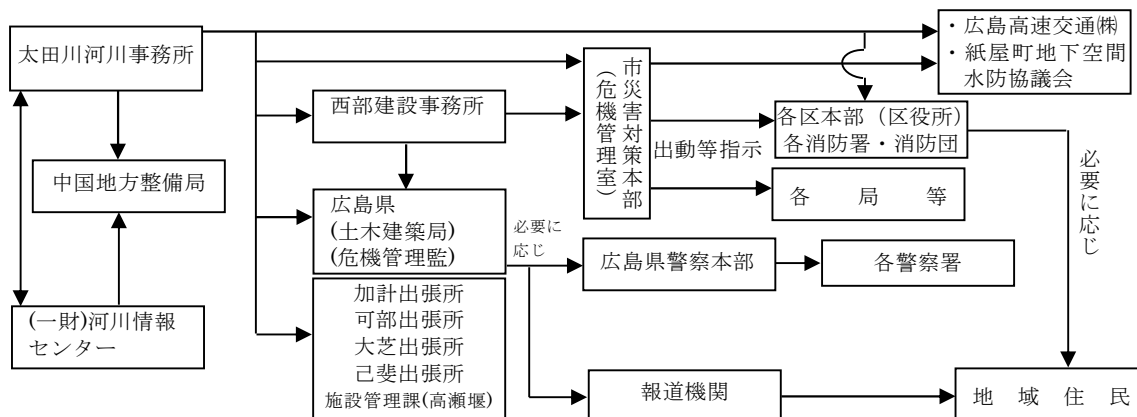 太田川河川事務所
中国地方整備局
(一財)河川情報
センター
西部建設事務所
広島県
(土木建築局)
(危機管理監)
加計出張所
可部出張所
大芝出張所
己斐出張所
施設管理課(高瀬堰)
必要に
応じ
市災害対策本部
(危機管理室)
出動等指示
・広島高速交通㈱
・紙屋町地下空間
水防協議会
各区本部（区役所）
各消防署・消防団
各　局　等
広島県警察本部
各警察署
報道機関
必要に応じ
地　域　住　民